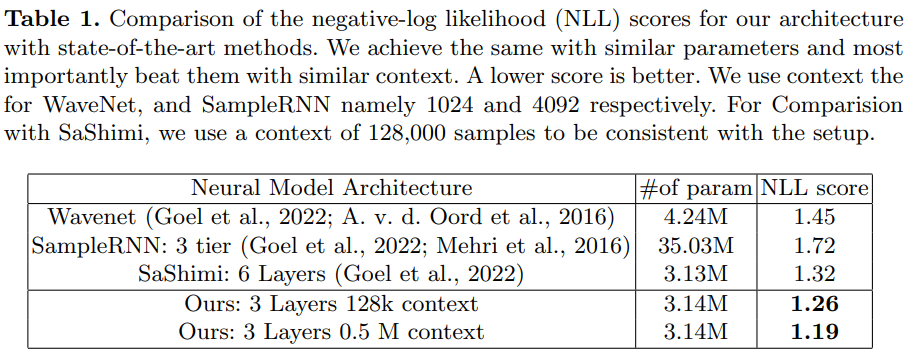 Table 1. Comparison of the negative-log likelihood (NLL) scores for our architecture
with state-of-the-art methods. We achieve the same with similar parameters and most
importantly beat them with similar context. A lower score is better. We use context the
for WaveNet, and SampleRNN namely 1024 and 4092 respectively. For Comparision
with SaShimi, we use a context of 128,000 samples to be consistent with the setup.
Neural Model Architecture #of param NLL score
Wavenet (Goel et al., 2022; A. v. d. Oord et al., 2016) 4.24M 1.45
SampleRNN: 3 tier (Goel et al., 2022; Mehri et al., 2016) 35.03M 1.72
SaShimi: 6 Layers (Goel et al., 2022) 3.13M 1.32
Ours: 3 Layers 128k context 3.14M 1.26
Ours: 3 Layers 0.5 M context 3.14M 1.19